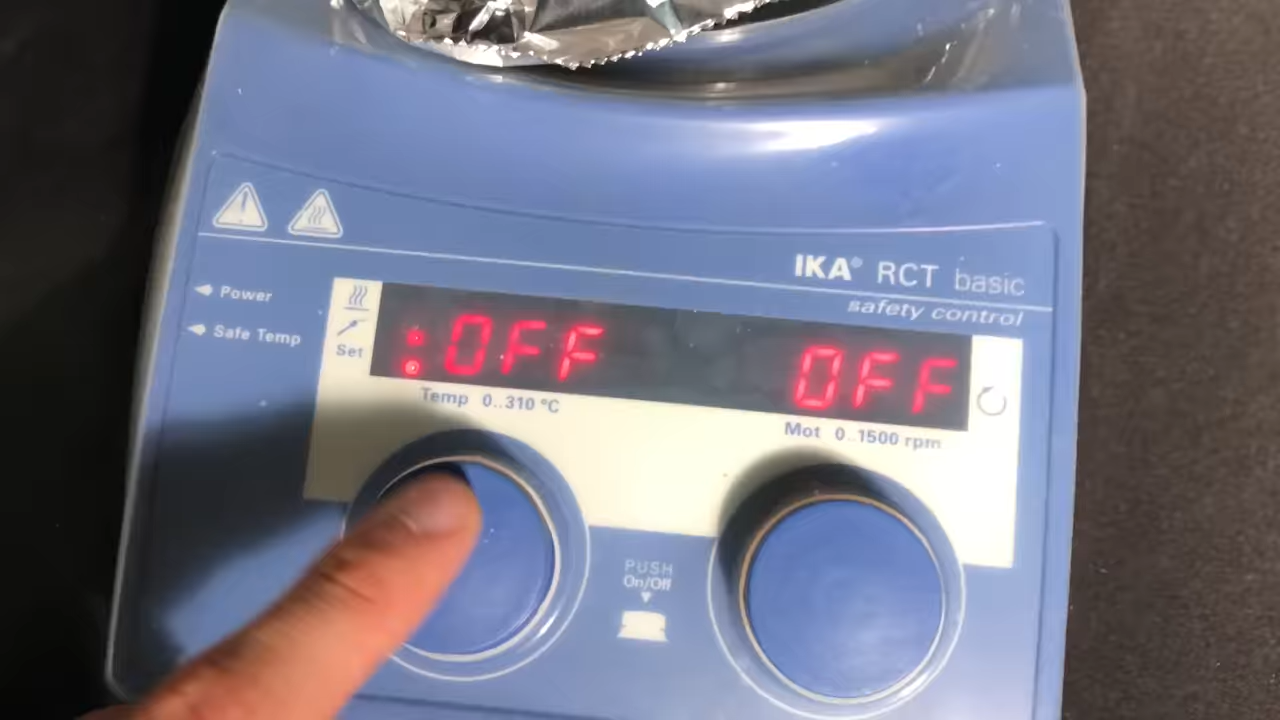 IKA® RCT basic
safety control
Power
Safe Temp
Set
:OFF
OFF
Temp 0..310 °C
Mot 0..1500 rpm
PUSH
On/Off